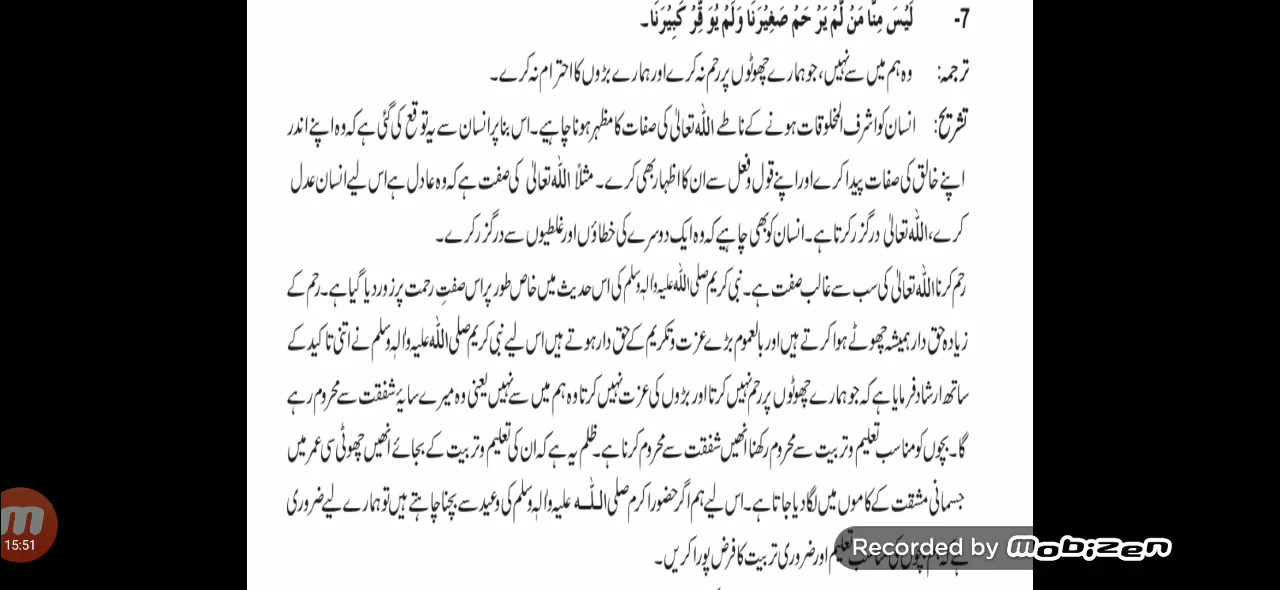 7- لَيْسَ مِنَّا مَنْ لَّمْ يَرْحَمْ صَغِيْرَنَا وَلَمْ يُوَقِّرْ كَبِيْرَنَا۔
ترجمہ: وہ ہم میں سے نہیں، جو ہمارے چھوٹوں پر رحم نہ کرے اور ہمارے بڑوں کا احترام نہ کرے۔
تشریح: انسان کو اشرف المخلوقات ہونے کے ناطے اللہ تعالیٰ کی صفات کا مظہر ہونا چاہیے۔ اس بنا پر انسان سے یہ توقع کی گئی ہے کہ وہ اپنے اندر
اپنے خالق کی صفات پیدا کرے اور اپنے قول و فعل سے ان کا اظہار بھی کرے۔ مثلاً اللہ تعالیٰ کی صفت ہے کہ وہ عادل ہے اس لیے انسان عدل
کرے، اللہ تعالیٰ درگزر کرتا ہے۔ انسان کو بھی چاہیے کہ وہ ایک دوسرے کی خطاؤں اور غلطیوں سے درگزر کرے۔
رحم کرنا اللہ تعالیٰ کی سب سے غالب صفت ہے۔ نبی کریم صلی اللہ علیہ والہٖ وسلم کی اس حدیث میں خاص طور پر اس صفتِ رحمت پر زور دیا گیا ہے۔ رحم کے
زیادہ حق دار ہمیشہ چھوٹے ہوا کرتے ہیں اور بالعموم بڑے عزت و تکریم کے حق دار ہوتے ہیں اس لیے نبی کریم صلی اللہ علیہ والہٖ وسلم نے اتنی تاکید کے
ساتھ ارشاد فرمایا ہے کہ جو ہمارے چھوٹوں پر رحم نہیں کرتا اور بڑوں کی عزت نہیں کرتا وہ ہم میں سے نہیں یعنی وہ میرے سایۂ شفقت سے محروم رہے
گا۔ بچوں کو مناسب تعلیم و تربیت سے محروم رکھنا انھیں شفقت سے محروم کرنا ہے۔ ظلم یہ ہے کہ ان کی تعلیم و تربیت کے بجائے انھیں چھوٹی سی عمر میں
جسمانی مشقت کے کاموں میں لگا دیا جاتا ہے۔ اس لیے ہم اگر حضور اکرم صلی اللہ علیہ والہٖ وسلم کی وعید سے بچنا چاہتے ہیں تو ہمارے لیے ضروری
ہے کہ ہم بچوں کی مناسب تعلیم اور ضروری تربیت کا فرض پورا کریں۔
15:51
Recorded by mobizen